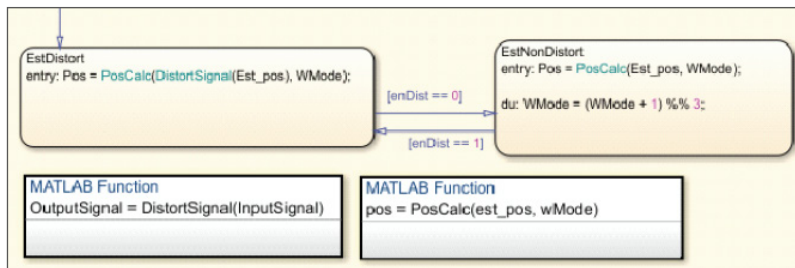 EstDistort
entry: Pos = PosCalc(DistortSignal(Est_pos), WMode);
EstNonDistort
entry: Pos = PosCalc(Est_pos, WMode);
du: WMode = (WMode + 1) %% 3;
[enDist == 0]
[enDist == 1]
MATLAB Function
OutputSignal = DistortSignal(InputSignal)
MATLAB Function
pos = PosCalc(est_pos, wMode)